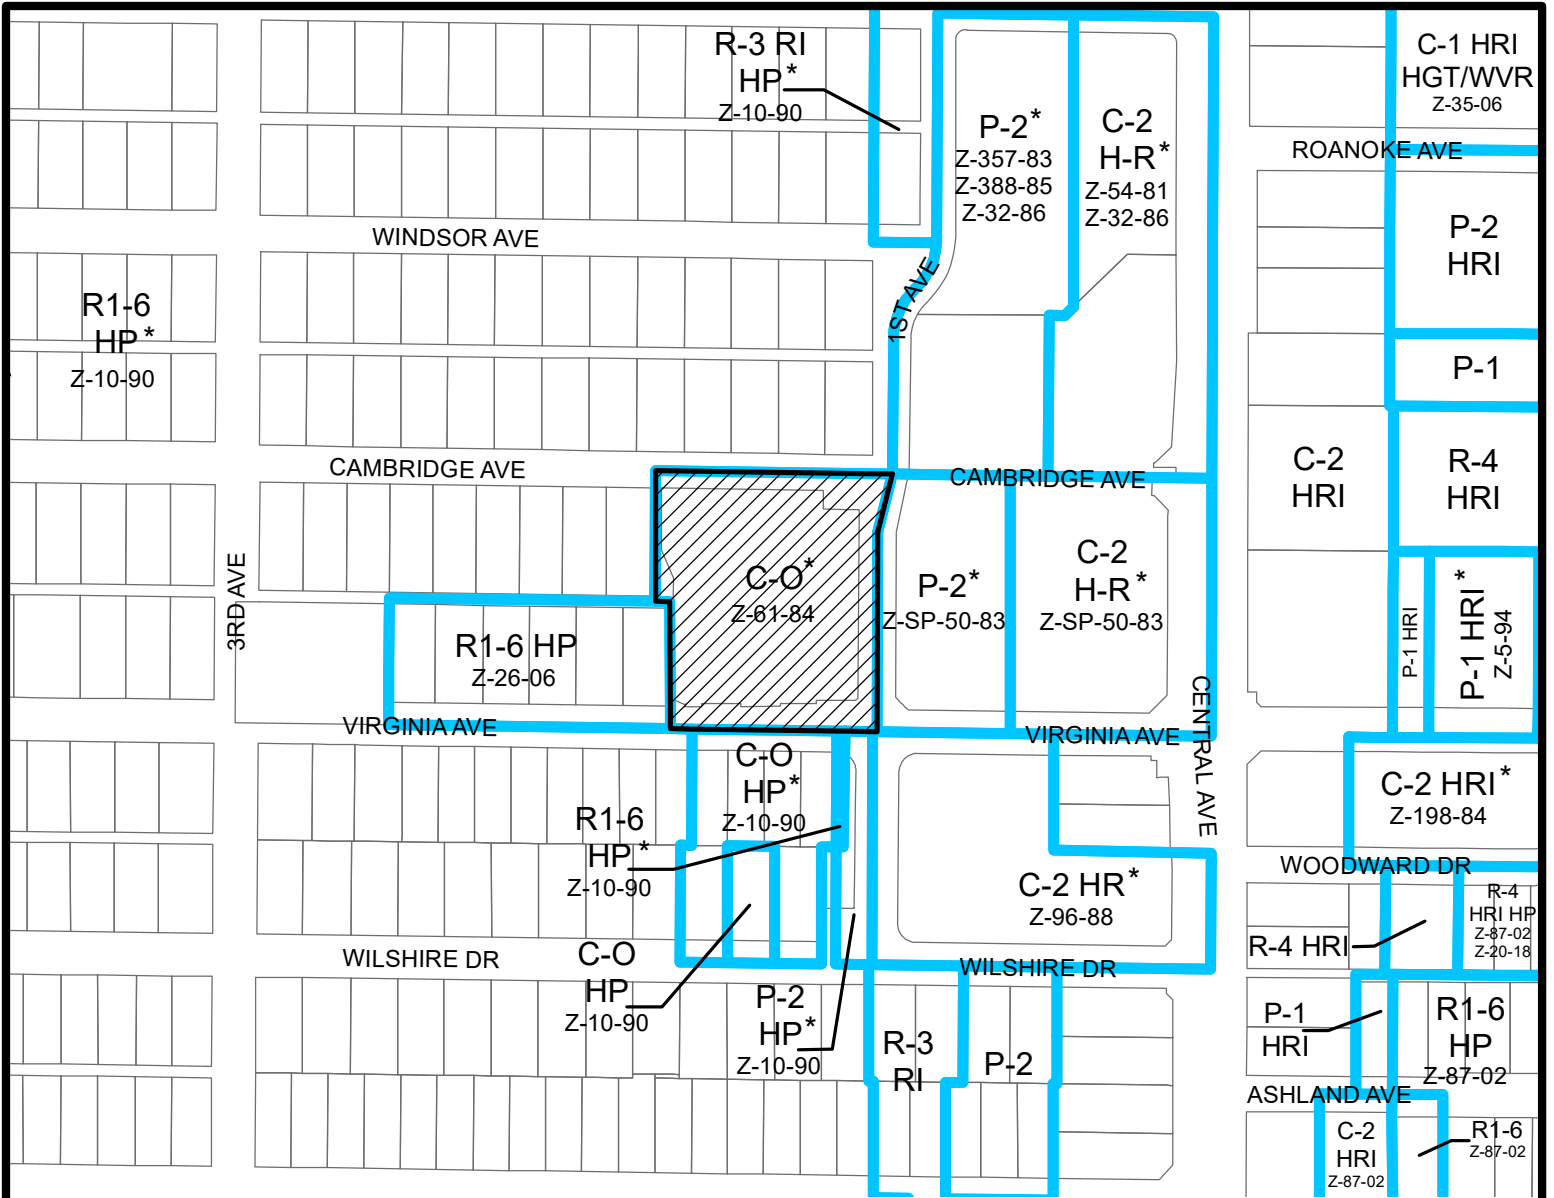 R-3 RI
HP*
Z-10-90
P-2*
Z-357-83
Z-388-85
Z-32-86
C-2
H-R*
Z-54-81
Z-32-86
C-1 HRI
HGT/WVR
Z-35-06
ROANOKE AVE
WINDSOR AVE
P-2
HRI
1ST AVE
R1-6
HP*
Z-10-90
P-1
CAMBRIDGE AVE
CAMBRIDGE AVE
C-2
HRI
R-4
HRI
3RD AVE
C-O*
Z-61-84
P-2*
Z-SP-50-83
C-2
H-R*
Z-SP-50-83
P-1 HRI
P-1 HRI*
Z-5-94
R1-6 HP
Z-26-06
VIRGINIA AVE
VIRGINIA AVE
CENTRAL AVE
C-O
HP*
Z-10-90
C-2 HRI*
Z-198-84
R1-6
HP*
Z-10-90
WOODWARD DR
C-2 HR*
Z-96-88
R-4
HRI HP
Z-87-02
Z-20-18
R-4 HRI
WILSHIRE DR
WILSHIRE DR
C-O
HP
Z-10-90
P-2
HP*
Z-10-90
R-3
RI
P-2
P-1
HRI
R1-6
HP
Z-87-02
ASHLAND AVE
C-2
HRI
Z-87-02
R1-6
Z-87-02